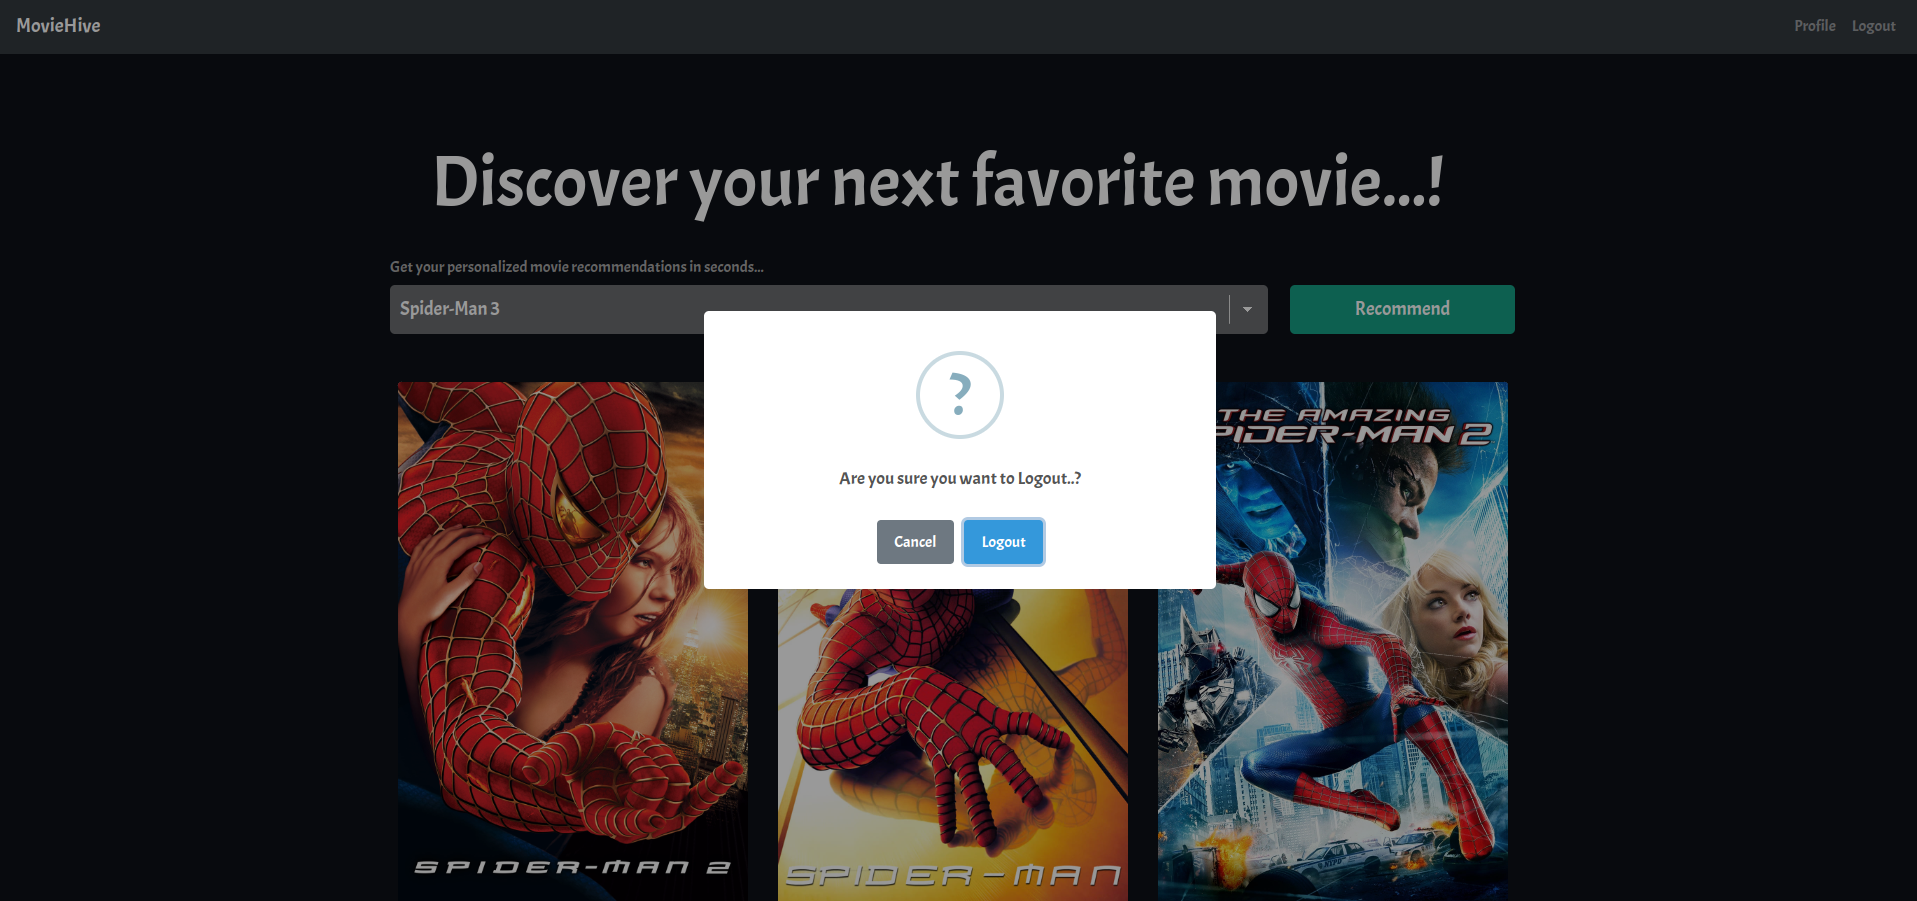 MovieHive
Profile Logout
Discover your next favorite movie...!
Get your personalized movie recommendations in seconds...
Spider-Man 3
Recommend
?
Are you sure you want to Logout..?
Cancel Logout
THE AMAZING
PIDER-MAN 2
SPIDER-MAN 2
SPIDER-MAN